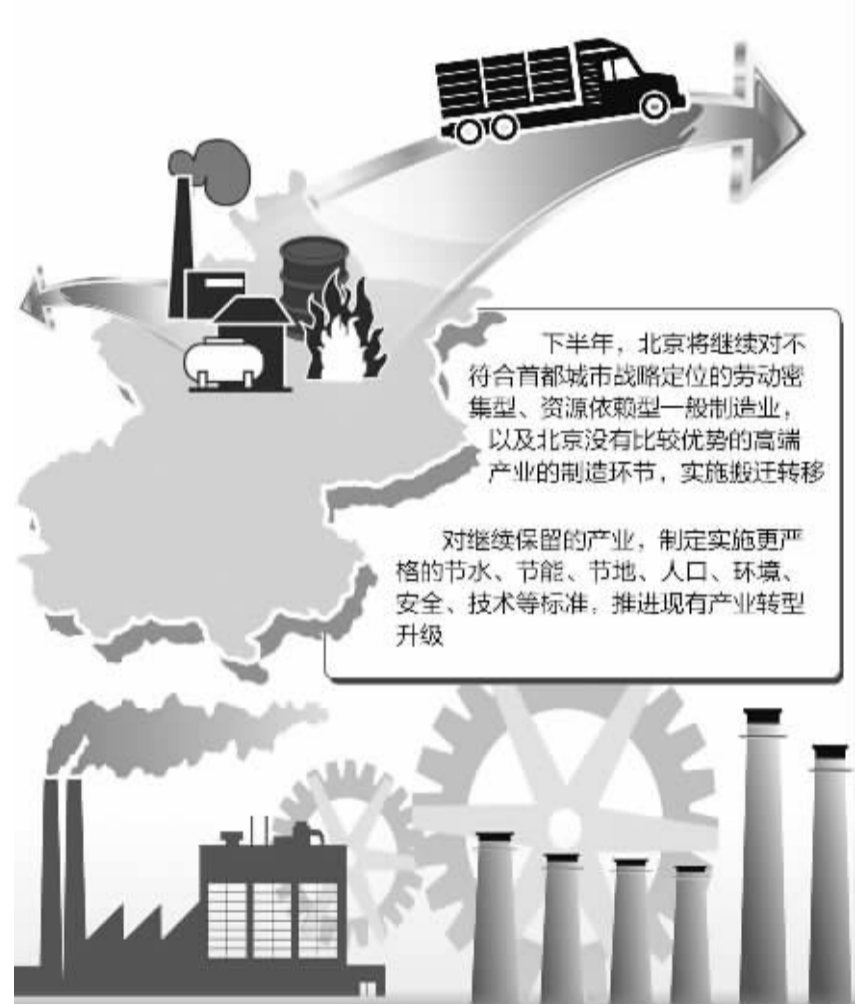 下半年，北京将继续对不
符合首都城市战略定位的劳动密
集型、资源依赖型一般制造业，
以及北京没有比较优势的高端
产业的制造环节，实施搬迁转移
对继续保留的产业，制定实施更严
格的节水、节能、节地、人口、环境、
安全、技术等标准，推进现有产业转型
升级